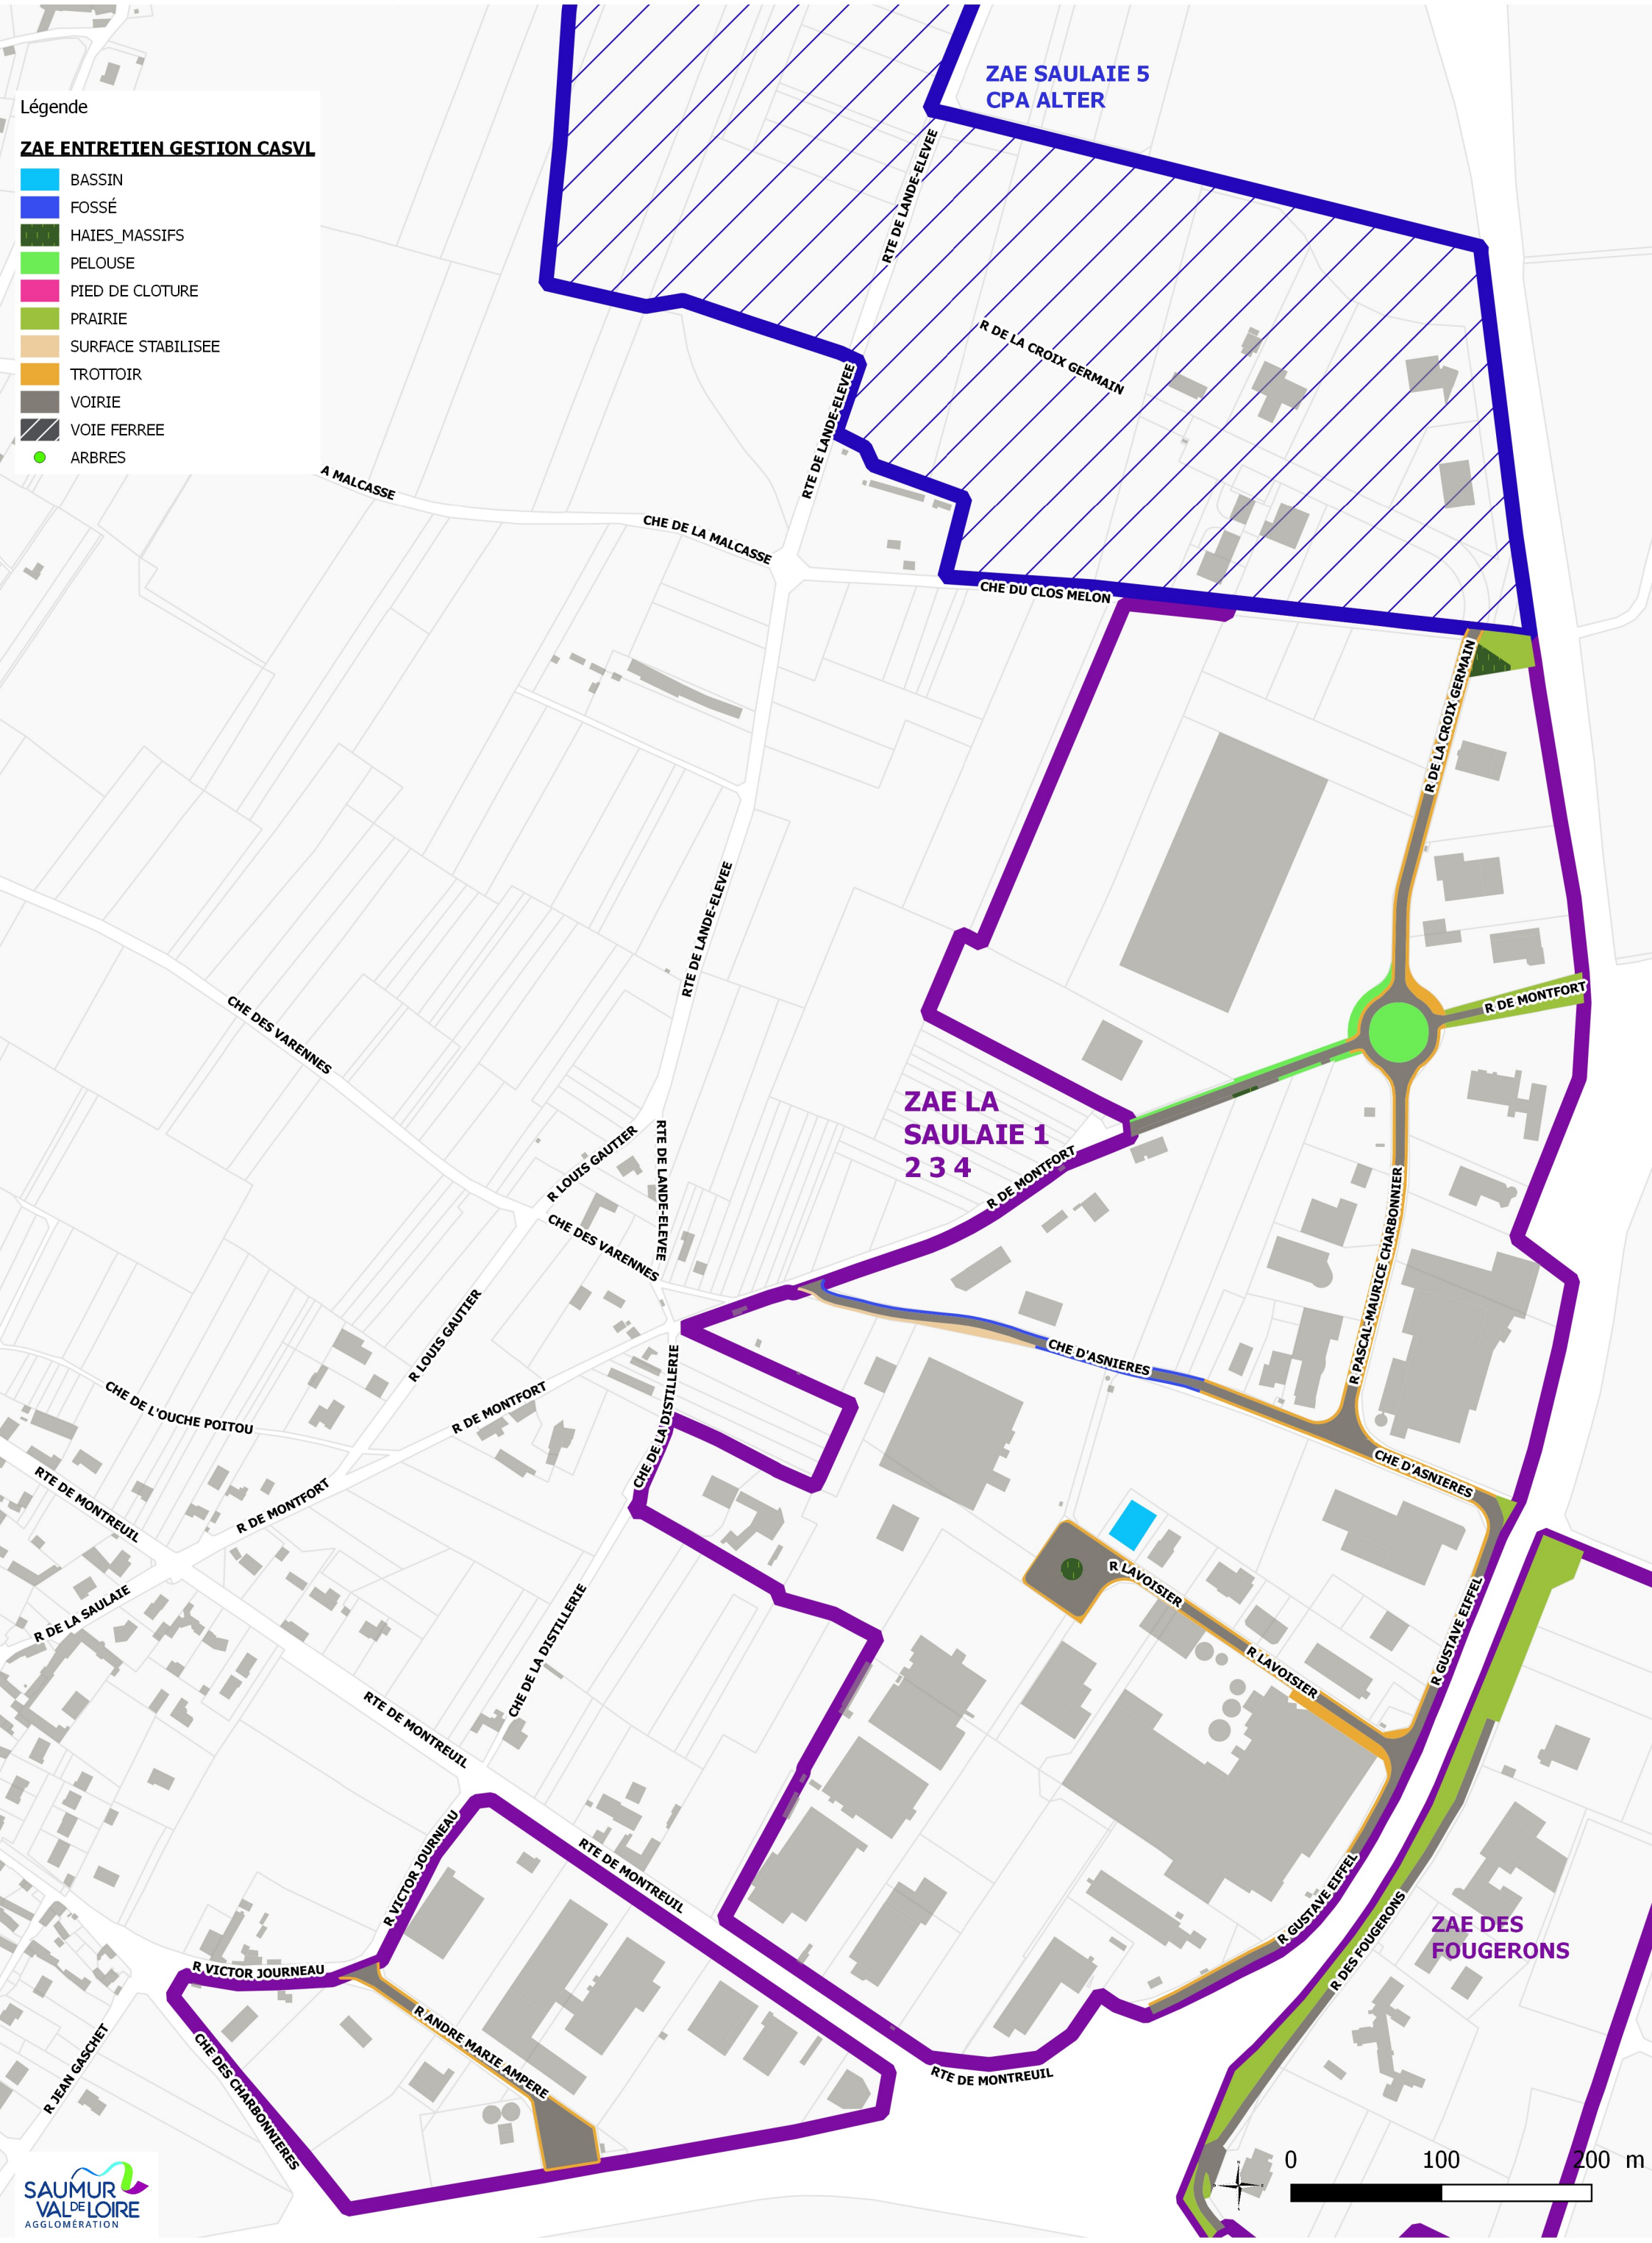 ZAE SAULAIE 5
CPA ALTER
Légende
ZAE ENTRETIEN GESTION CASVL
BASSIN
FOSSÉ
HAIES_MASSIFS
PELOUSE
PIED DE CLOTURE
PRAIRIE
SURFACE STABILISEE
TROTTOIR
VOIRIE
VOIE FERREE
ARBRES
RTE DE LANDE-ELEVEE
R DE LA CROIX GERMAIN
RTE DE LANDE-ELEVEE
A MALCASSE
CHE DE LA MALCASSE
CHE DU CLOS MELON
R DE LA CROIX GERMAIN
RTE DE LANDE-ELEVEE
R DE MONTFORT
CHE DES VARENNES
ZAE LA
SAULAIE 1
2 3 4
R LOUIS GAUTIER
RTE DE LANDE-ELEVEE
R DE MONTFORT
CHE DES VARENNES
R PASCAL-MAURICE CHARBONNIER
R LOUIS GAUTIER
CHE D'ASNIERES
CHE DE L'OUCHE POITOU
R DE MONTFORT
CHE DE LA DISTILLERIE
CHE D'ASNIERES
RTE DE MONTREUIL
R DE MONTFORT
R LAVOISIER
R DE LA SAULAIE
CHE DE LA DISTILLERIE
R GUSTAVE EIFFEL
R LAVOISIER
RTE DE MONTREUIL
R VICTOR JOURNEAU
RTE DE MONTREUIL
R GUSTAVE EIFFEL
R DES FOUGERONS
ZAE DES
FOUGERONS
R VICTOR JOURNEAU
R ANDRE MARIE AMPERE
R JEAN GASCHET
CHE DES CHARBONNIERES
RTE DE MONTREUIL
0 100 200 m
SAUMUR
VAL DE LOIRE
AGGLOMÉRATION